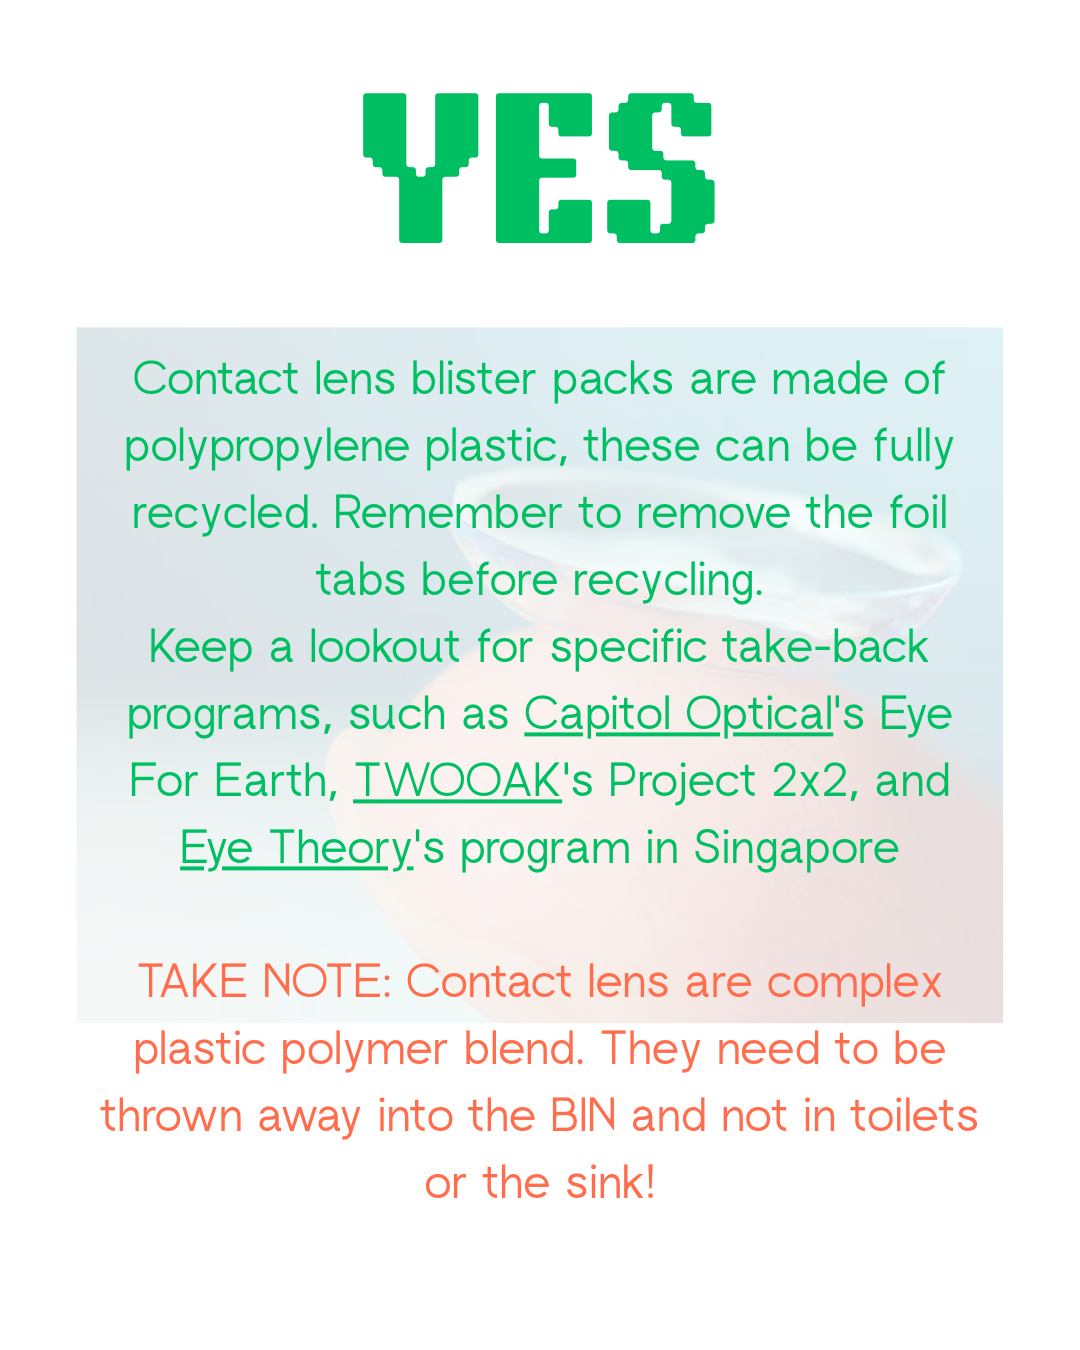 YES
Contact lens blister packs are made of
polypropylene plastic, these can be fully
recycled. Remember to remove the foil
tabs before recycling.
Keep a lookout for specific take-back
programs, such as Capitol Optical's Eye
For Earth, TWOOAK's Project 2x2, and
Eye Theory's program in Singapore
TAKE NOTE: Contact lens are complex
plastic polymer blend. They need to be
thrown away into the BIN and not in toilets
or the sink!